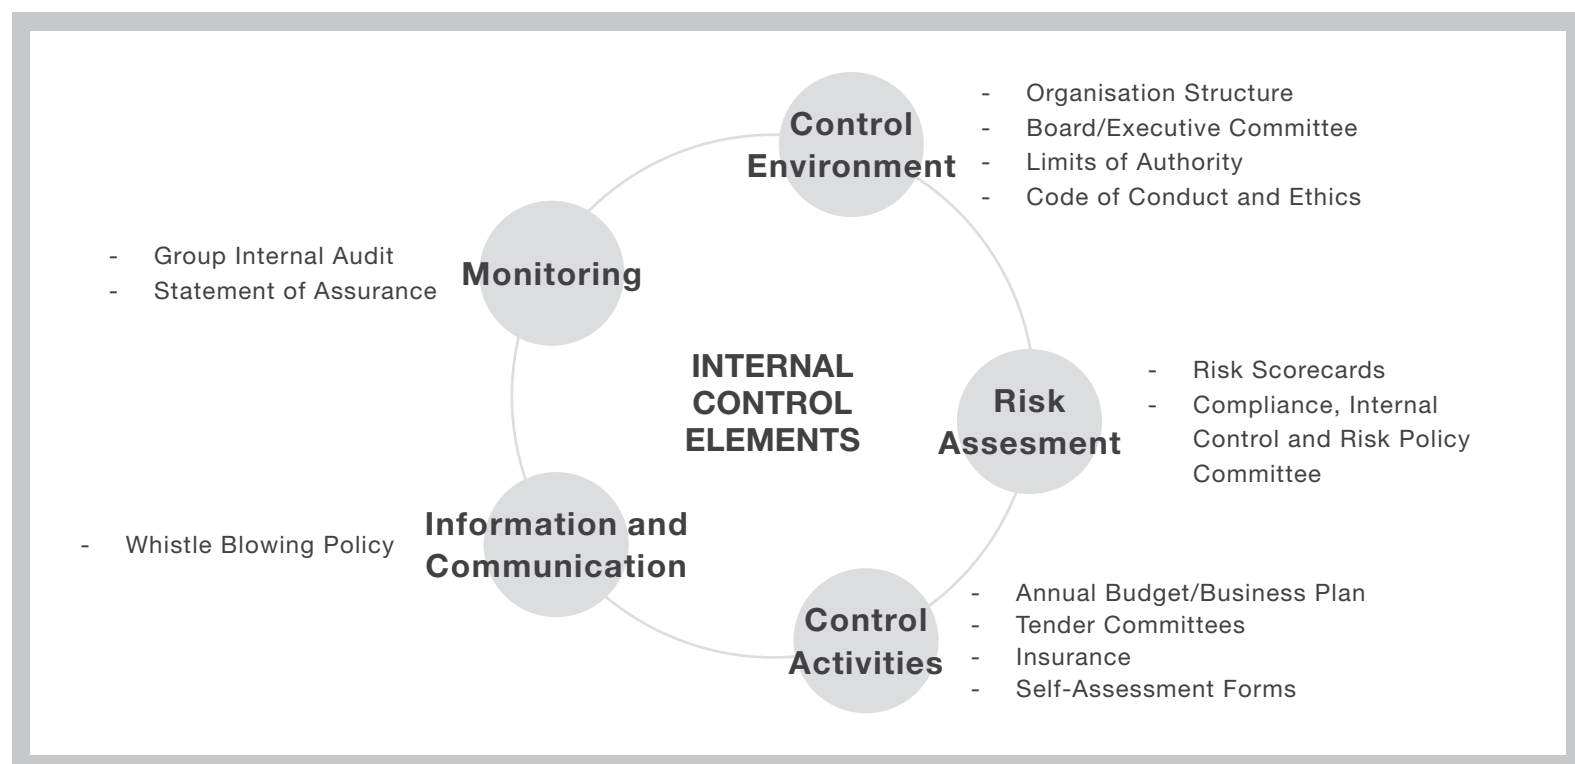 Control
Environment
- Organisation Structure
- Board/Executive Committee
- Limits of Authority
- Code of Conduct and Ethics
Monitoring
- Group Internal Audit
- Statement of Assurance
INTERNAL
CONTROL
ELEMENTS
Risk
Assesment
- Risk Scorecards
- Compliance, Internal
Control and Risk Policy
Committee
Information and
Communication
- Whistle Blowing Policy
Control
Activities
- Annual Budget/Business Plan
- Tender Committees
- Insurance
- Self-Assessment Forms